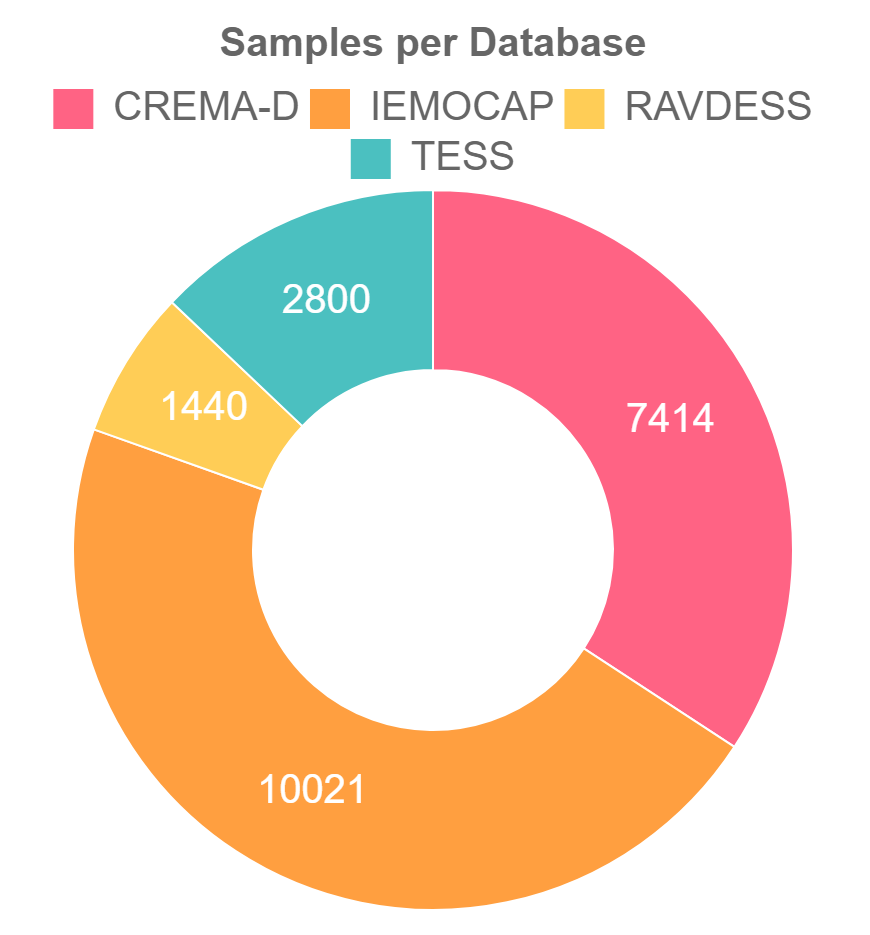 Samples per Database
CREMA-D IEMOCAP RAVDESS
TESS
2800
1440
7414
10021